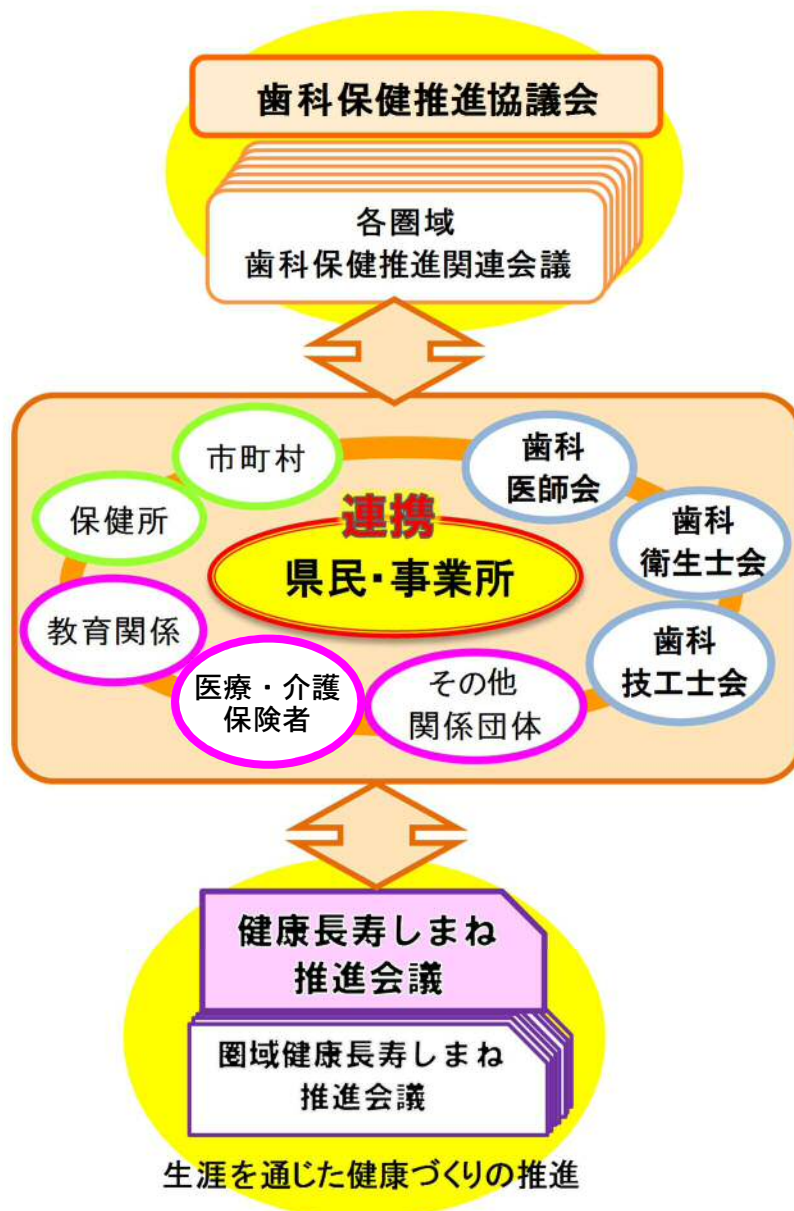 歯科保健推進協議会
各圏域
歯科保健推進関連会議
市町村
歯科
医師会
保健所
連携
歯科
衛生士会
県民・事業所
教育関係
歯科
技工士会
医療・介護
保険者
その他
関係団体
健康長寿しまね
推進会議
圏域健康長寿しまね
推進会議
生涯を通じた健康づくりの推進